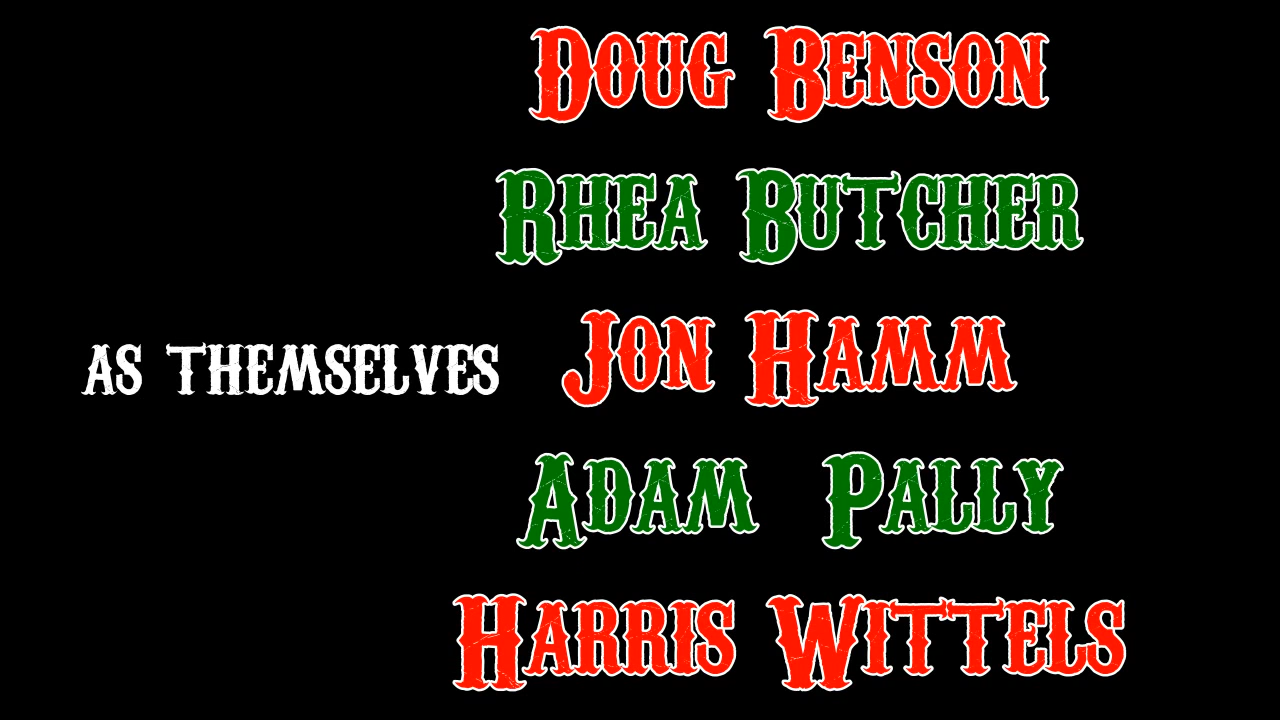 Doug Benson
Rhea Butcher
as themselves
Jon Hamm
Adam Pally
Harris Wittels